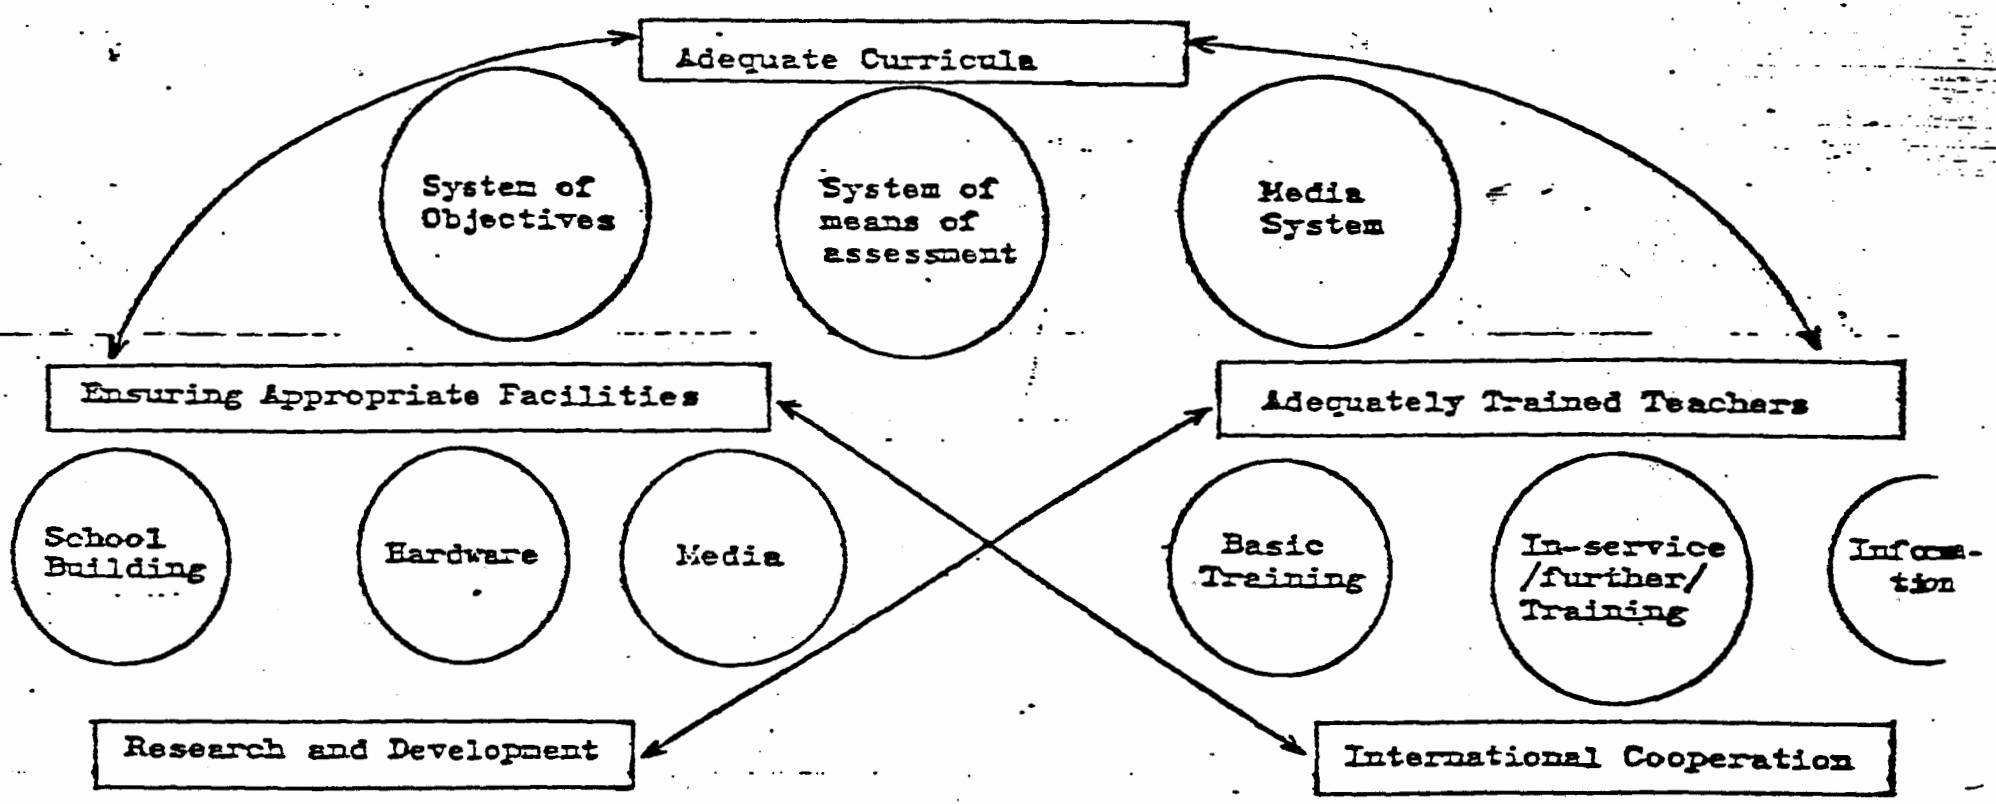 Adequate Curricula
System of
Objectives
System of
means of
assessment
Media
System
Ensuring Appropriate Facilities
Adequately Trained Teachers
School
Building
Hardware
Media
Basic
Training
In-service
/further/
Training
Informa-
tion
Research and Development
International Cooperation